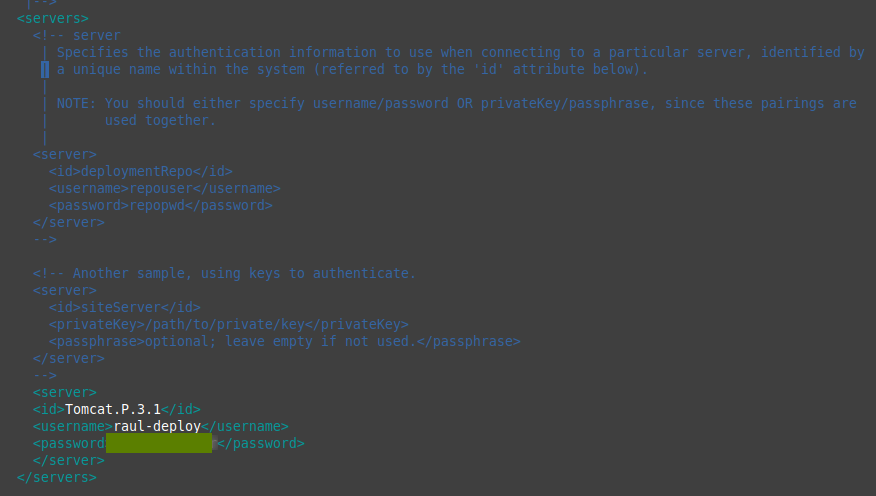 |-->
<servers>
<!-- server
| Specifies the authentication information to use when connecting to a particular server, identified by
| a unique name within the system (referred to by the 'id' attribute below).
|
| NOTE: You should either specify username/password OR privateKey/passphrase, since these pairings are
|       used together.
|
<server>
<id>deploymentRepo</id>
<username>repouser</username>
<password>repopwd</password>
</server>
-->
<!-- Another sample, using keys to authenticate.
<server>
<id>siteServer</id>
<privateKey>/path/to/private/key</privateKey>
<passphrase>optional; leave empty if not used.</passphrase>
</server>
-->
<server>
<id>Tomcat.P.3.1</id>
<username>raul-deploy</username>
<password </password>
</server>
</servers>